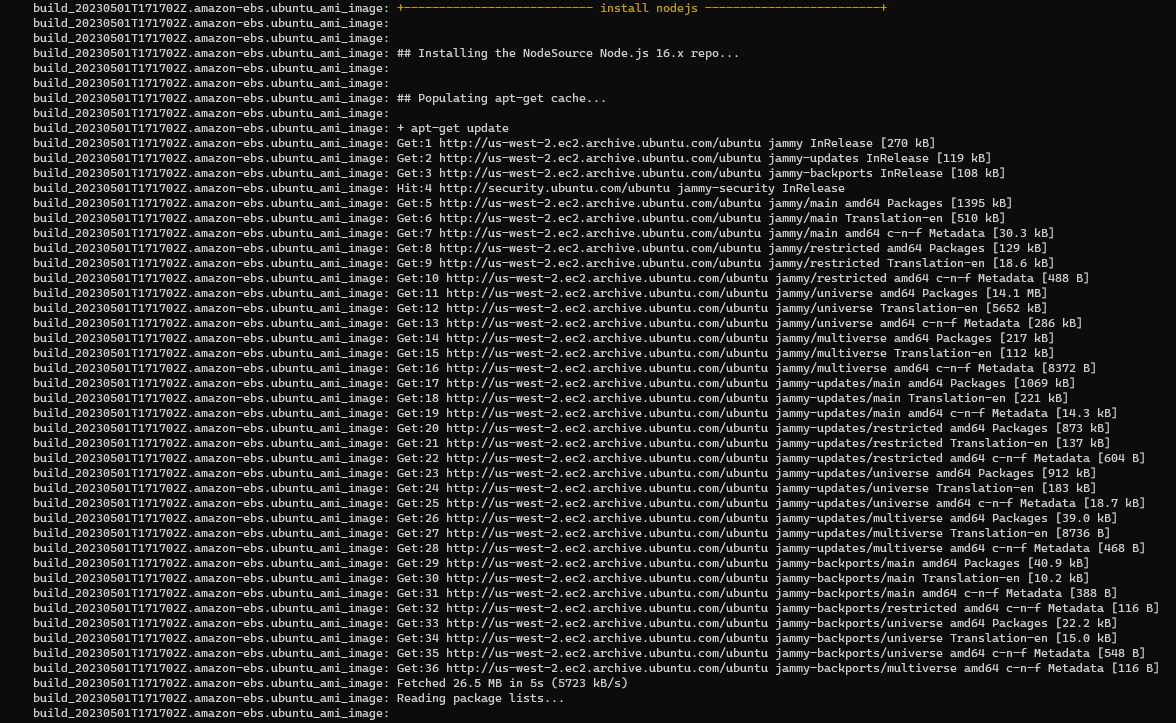 build_20230501T171702Z.amazon-ebs.ubuntu_ami_image: +--------------------------- install nodejs -------------------------+
build_20230501T171702Z.amazon-ebs.ubuntu_ami_image:
build_20230501T171702Z.amazon-ebs.ubuntu_ami_image:
build_20230501T171702Z.amazon-ebs.ubuntu_ami_image: ## Installing the NodeSource Node.js 16.x repo...
build_20230501T171702Z.amazon-ebs.ubuntu_ami_image:
build_20230501T171702Z.amazon-ebs.ubuntu_ami_image:
build_20230501T171702Z.amazon-ebs.ubuntu_ami_image: ## Populating apt-get cache...
build_20230501T171702Z.amazon-ebs.ubuntu_ami_image:
build_20230501T171702Z.amazon-ebs.ubuntu_ami_image: + apt-get update
build_20230501T171702Z.amazon-ebs.ubuntu_ami_image: Get:1 http://us-west-2.ec2.archive.ubuntu.com/ubuntu jammy InRelease [270 kB]
build_20230501T171702Z.amazon-ebs.ubuntu_ami_image: Get:2 http://us-west-2.ec2.archive.ubuntu.com/ubuntu jammy-updates InRelease [119 kB]
build_20230501T171702Z.amazon-ebs.ubuntu_ami_image: Get:3 http://us-west-2.ec2.archive.ubuntu.com/ubuntu jammy-backports InRelease [108 kB]
build_20230501T171702Z.amazon-ebs.ubuntu_ami_image: Hit:4 http://security.ubuntu.com/ubuntu jammy-security InRelease
build_20230501T171702Z.amazon-ebs.ubuntu_ami_image: Get:5 http://us-west-2.ec2.archive.ubuntu.com/ubuntu jammy/main amd64 Packages [1395 kB]
build_20230501T171702Z.amazon-ebs.ubuntu_ami_image: Get:6 http://us-west-2.ec2.archive.ubuntu.com/ubuntu jammy/main Translation-en [510 kB]
build_20230501T171702Z.amazon-ebs.ubuntu_ami_image: Get:7 http://us-west-2.ec2.archive.ubuntu.com/ubuntu jammy/main amd64 c-n-f Metadata [30.3 kB]
build_20230501T171702Z.amazon-ebs.ubuntu_ami_image: Get:8 http://us-west-2.ec2.archive.ubuntu.com/ubuntu jammy/restricted amd64 Packages [129 kB]
build_20230501T171702Z.amazon-ebs.ubuntu_ami_image: Get:9 http://us-west-2.ec2.archive.ubuntu.com/ubuntu jammy/restricted Translation-en [18.6 kB]
build_20230501T171702Z.amazon-ebs.ubuntu_ami_image: Get:10 http://us-west-2.ec2.archive.ubuntu.com/ubuntu jammy/restricted amd64 c-n-f Metadata [488 B]
build_20230501T171702Z.amazon-ebs.ubuntu_ami_image: Get:11 http://us-west-2.ec2.archive.ubuntu.com/ubuntu jammy/universe amd64 Packages [14.1 MB]
build_20230501T171702Z.amazon-ebs.ubuntu_ami_image: Get:12 http://us-west-2.ec2.archive.ubuntu.com/ubuntu jammy/universe Translation-en [5652 kB]
build_20230501T171702Z.amazon-ebs.ubuntu_ami_image: Get:13 http://us-west-2.ec2.archive.ubuntu.com/ubuntu jammy/universe amd64 c-n-f Metadata [286 kB]
build_20230501T171702Z.amazon-ebs.ubuntu_ami_image: Get:14 http://us-west-2.ec2.archive.ubuntu.com/ubuntu jammy/multiverse amd64 Packages [217 kB]
build_20230501T171702Z.amazon-ebs.ubuntu_ami_image: Get:15 http://us-west-2.ec2.archive.ubuntu.com/ubuntu jammy/multiverse Translation-en [112 kB]
build_20230501T171702Z.amazon-ebs.ubuntu_ami_image: Get:16 http://us-west-2.ec2.archive.ubuntu.com/ubuntu jammy/multiverse amd64 c-n-f Metadata [8372 B]
build_20230501T171702Z.amazon-ebs.ubuntu_ami_image: Get:17 http://us-west-2.ec2.archive.ubuntu.com/ubuntu jammy-updates/main amd64 Packages [1069 kB]
build_20230501T171702Z.amazon-ebs.ubuntu_ami_image: Get:18 http://us-west-2.ec2.archive.ubuntu.com/ubuntu jammy-updates/main Translation-en [221 kB]
build_20230501T171702Z.amazon-ebs.ubuntu_ami_image: Get:19 http://us-west-2.ec2.archive.ubuntu.com/ubuntu jammy-updates/main amd64 c-n-f Metadata [14.3 kB]
build_20230501T171702Z.amazon-ebs.ubuntu_ami_image: Get:20 http://us-west-2.ec2.archive.ubuntu.com/ubuntu jammy-updates/restricted amd64 Packages [873 kB]
build_20230501T171702Z.amazon-ebs.ubuntu_ami_image: Get:21 http://us-west-2.ec2.archive.ubuntu.com/ubuntu jammy-updates/restricted Translation-en [137 kB]
build_20230501T171702Z.amazon-ebs.ubuntu_ami_image: Get:22 http://us-west-2.ec2.archive.ubuntu.com/ubuntu jammy-updates/restricted amd64 c-n-f Metadata [604 B]
build_20230501T171702Z.amazon-ebs.ubuntu_ami_image: Get:23 http://us-west-2.ec2.archive.ubuntu.com/ubuntu jammy-updates/universe amd64 Packages [912 kB]
build_20230501T171702Z.amazon-ebs.ubuntu_ami_image: Get:24 http://us-west-2.ec2.archive.ubuntu.com/ubuntu jammy-updates/universe Translation-en [183 kB]
build_20230501T171702Z.amazon-ebs.ubuntu_ami_image: Get:25 http://us-west-2.ec2.archive.ubuntu.com/ubuntu jammy-updates/universe amd64 c-n-f Metadata [18.7 kB]
build_20230501T171702Z.amazon-ebs.ubuntu_ami_image: Get:26 http://us-west-2.ec2.archive.ubuntu.com/ubuntu jammy-updates/multiverse amd64 Packages [39.0 kB]
build_20230501T171702Z.amazon-ebs.ubuntu_ami_image: Get:27 http://us-west-2.ec2.archive.ubuntu.com/ubuntu jammy-updates/multiverse Translation-en [8736 B]
build_20230501T171702Z.amazon-ebs.ubuntu_ami_image: Get:28 http://us-west-2.ec2.archive.ubuntu.com/ubuntu jammy-updates/multiverse amd64 c-n-f Metadata [468 B]
build_20230501T171702Z.amazon-ebs.ubuntu_ami_image: Get:29 http://us-west-2.ec2.archive.ubuntu.com/ubuntu jammy-backports/main amd64 Packages [40.9 kB]
build_20230501T171702Z.amazon-ebs.ubuntu_ami_image: Get:30 http://us-west-2.ec2.archive.ubuntu.com/ubuntu jammy-backports/main Translation-en [10.2 kB]
build_20230501T171702Z.amazon-ebs.ubuntu_ami_image: Get:31 http://us-west-2.ec2.archive.ubuntu.com/ubuntu jammy-backports/main amd64 c-n-f Metadata [388 B]
build_20230501T171702Z.amazon-ebs.ubuntu_ami_image: Get:32 http://us-west-2.ec2.archive.ubuntu.com/ubuntu jammy-backports/restricted amd64 c-n-f Metadata [116 B]
build_20230501T171702Z.amazon-ebs.ubuntu_ami_image: Get:33 http://us-west-2.ec2.archive.ubuntu.com/ubuntu jammy-backports/universe amd64 Packages [22.2 kB]
build_20230501T171702Z.amazon-ebs.ubuntu_ami_image: Get:34 http://us-west-2.ec2.archive.ubuntu.com/ubuntu jammy-backports/universe Translation-en [15.0 kB]
build_20230501T171702Z.amazon-ebs.ubuntu_ami_image: Get:35 http://us-west-2.ec2.archive.ubuntu.com/ubuntu jammy-backports/universe amd64 c-n-f Metadata [548 B]
build_20230501T171702Z.amazon-ebs.ubuntu_ami_image: Get:36 http://us-west-2.ec2.archive.ubuntu.com/ubuntu jammy-backports/multiverse amd64 c-n-f Metadata [116 B]
build_20230501T171702Z.amazon-ebs.ubuntu_ami_image: Fetched 26.5 MB in 5s (5723 kB/s)
build_20230501T171702Z.amazon-ebs.ubuntu_ami_image: Reading package lists...
build_20230501T171702Z.amazon-ebs.ubuntu_ami_image: